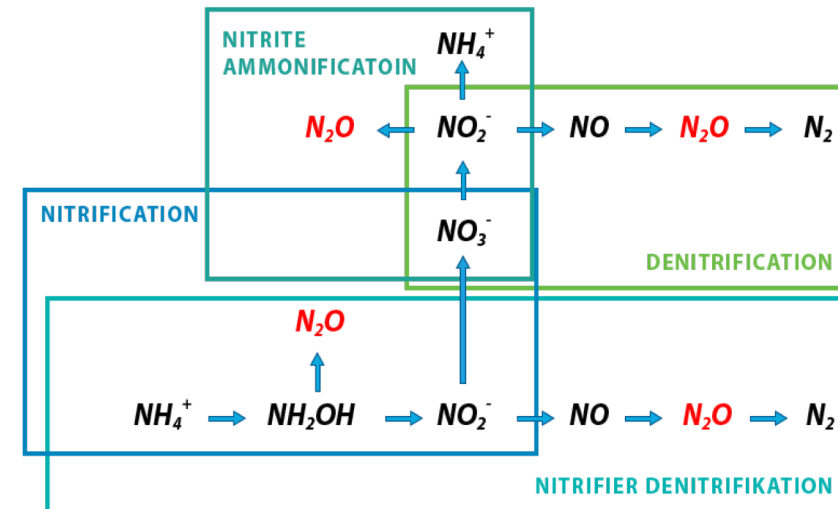 NITRITE
AMMONIFICATOIN
NH₄⁺
N₂O NO₂⁻ NO N₂O N₂
NITRIFICATION
NO₃⁻
DENITRIFICATION
N₂O
NH₄⁺ NH₂OH NO₂⁻ NO N₂O N₂
NITRIFIER DENITRIFIKATION